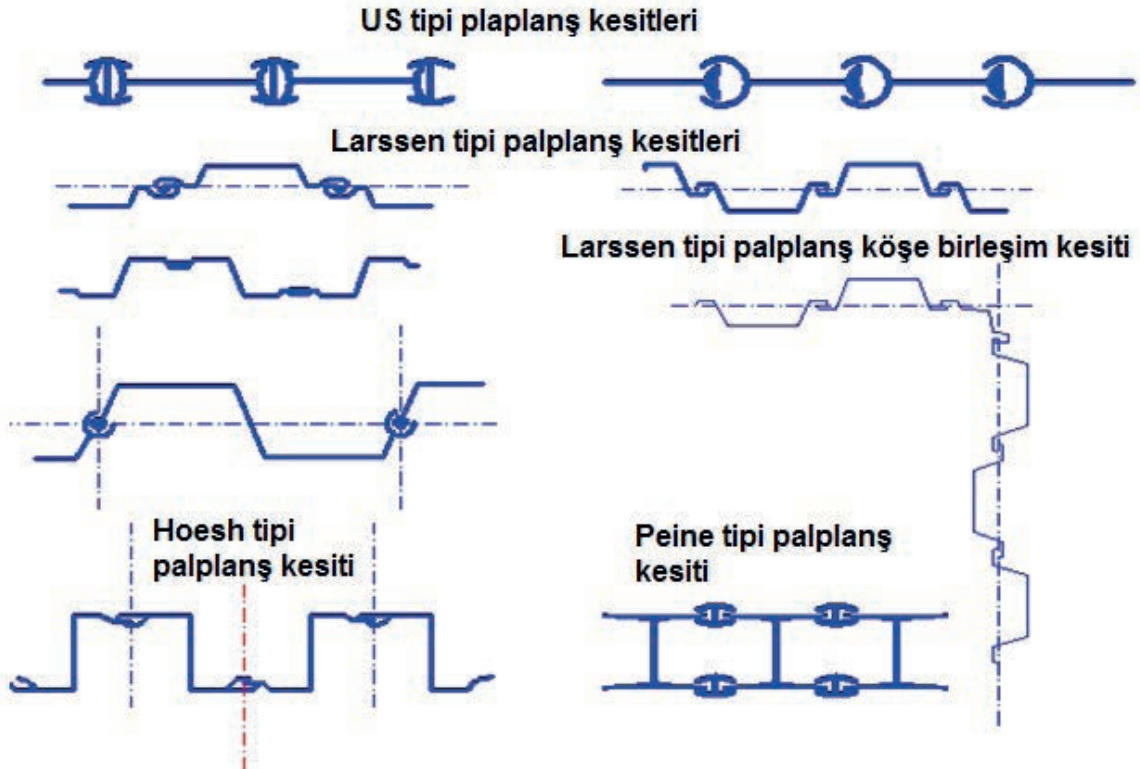 US tipi plaplanş kesitleri
Larssen tipi palplanş kesitleri
Larssen tipi palplanş köşe birleşim kesiti
Hoesh tipi
palplanş kesiti
Peine tipi palplanş
kesiti